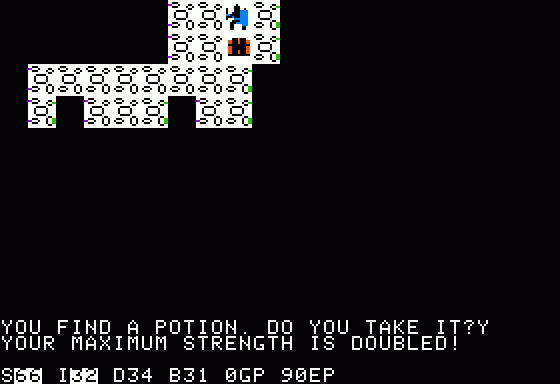 YOU FIND A POTION. DO YOU TAKE IT?Y
YOUR MAXIMUM STRENGTH IS DOUBLED!
S66 I32 D34 B31 0GP 90EP